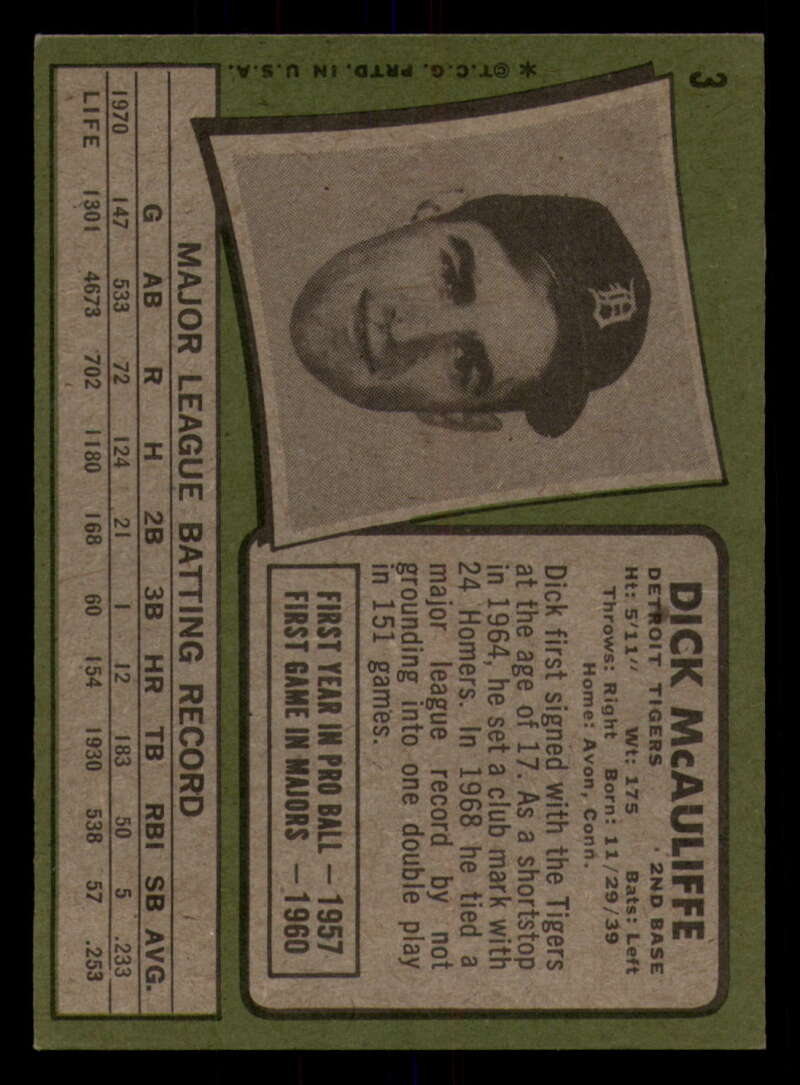 3
✶ ©T.C.G. PRTD. IN U.S.A.
D
DICK McAULIFFE
DETROIT TIGERS 2ND BASE
Ht: 5'11" Wt: 175 Bats: Left
Throws: Right Born: 11/29/39
Home: Avon, Conn.
Dick first signed with the Tigers
at the age of 17. As a shortstop
in 1964, he set a club mark with
24 Homers. In 1968 he tied a
major league record by not
grounding into one double play
in 151 games.
FIRST YEAR IN PRO BALL — 1957
FIRST GAME IN MAJORS — 1960
MAJOR LEAGUE BATTING RECORD
G AB R H 2B 3B HR TB RBI SB AVG.
1970 147 533 72 124 21 1 12 183 50 5 .233
LIFE 1301 4673 702 1180 168 60 154 1930 538 57 .253